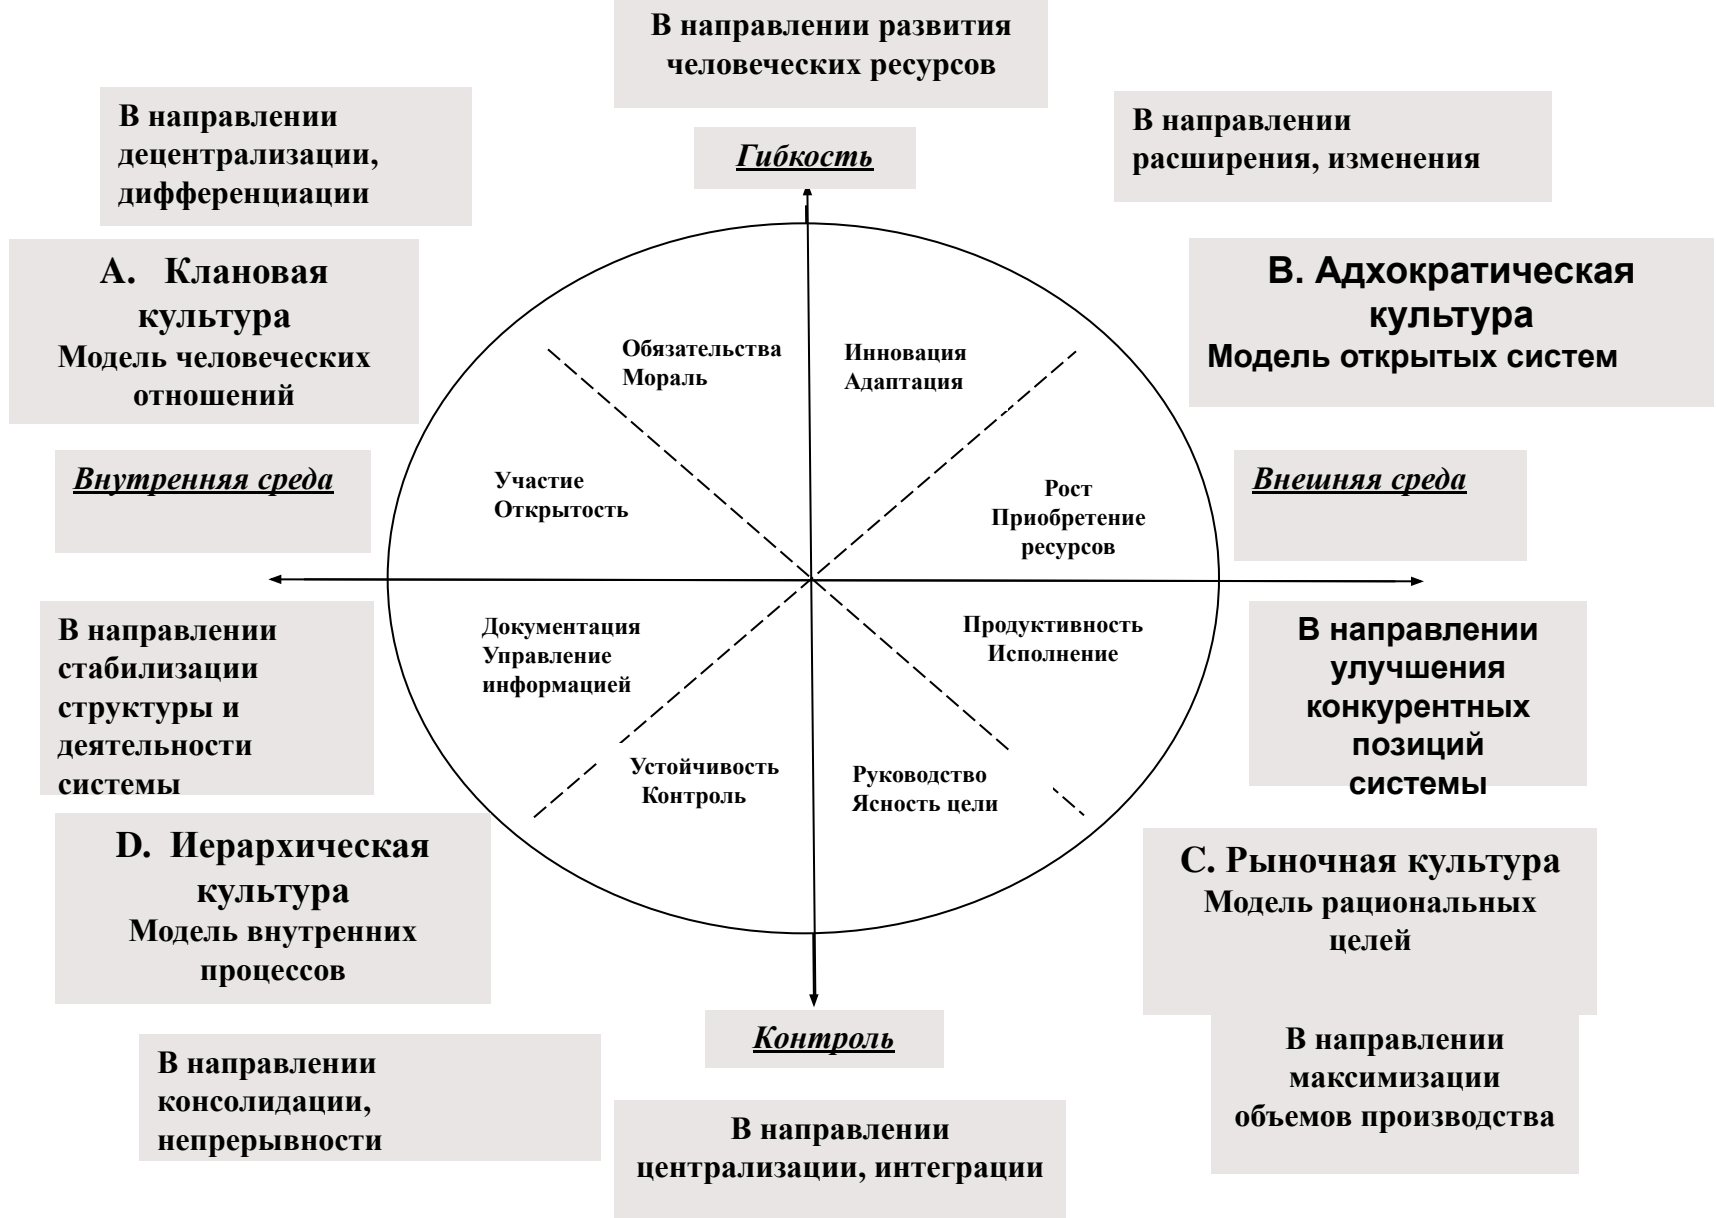 В направлении развития
человеческих ресурсов
В направлении
децентрализации,
дифференциации
Гибкость
В направлении
расширения, изменения
A. Клановая
культура
Модель человеческих
отношений
B. Адхократическая
культура
Модель открытых систем
Обязательства
Мораль
Инновация
Адаптация
Внутренняя среда
Участие
Открытость
Рост
Приобретение
ресурсов
Внешняя среда
В направлении
стабилизации
структуры и
деятельности
системы
Документация
Управление
информацией
Продуктивность
Исполнение
В направлении
улучшения
конкурентных
позиций
системы
Устойчивость
Контроль
Руководство
Ясность цели
D. Иерархическая
культура
Модель внутренних
процессов
C. Рыночная культура
Модель рациональных
целей
Контроль
В направлении
консолидации,
непрерывности
В направлении
централизации, интеграции
В направлении
максимизации
объемов производства